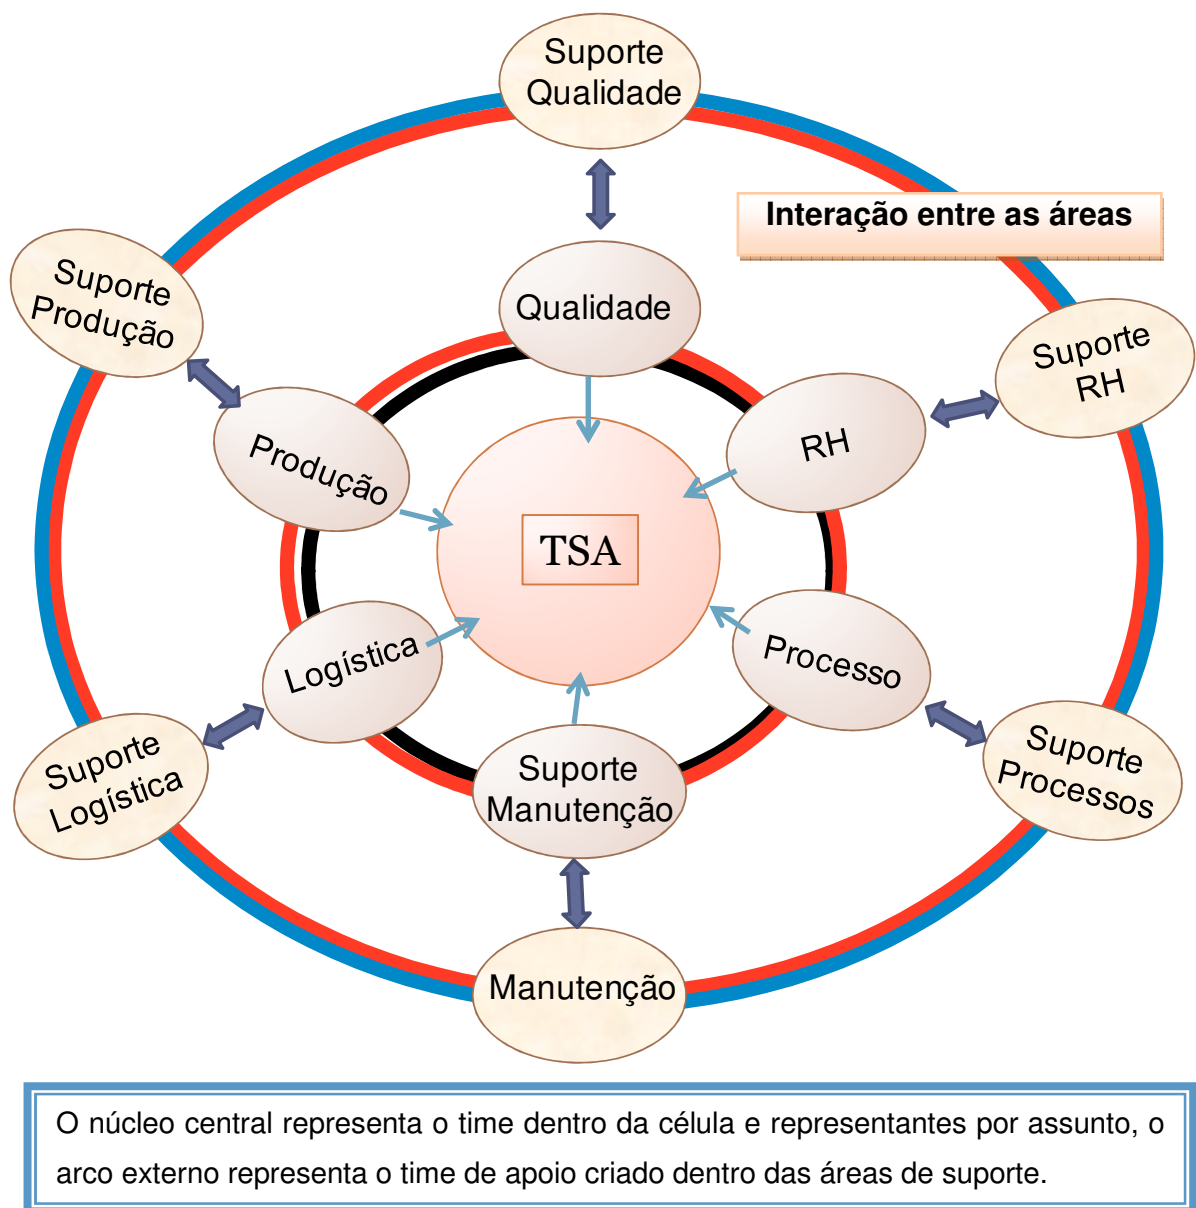 Suporte
Qualidade
Interação entre as áreas
Suporte
Produção
Qualidade
Suporte
RH
Produção
RH
TSA
Logística
Processo
Suporte
Logística
Suporte
Manutenção
Suporte
Processos
Manutenção
O núcleo central representa o time dentro da célula e representantes por assunto, o
arco externo representa o time de apoio criado dentro das áreas de suporte.